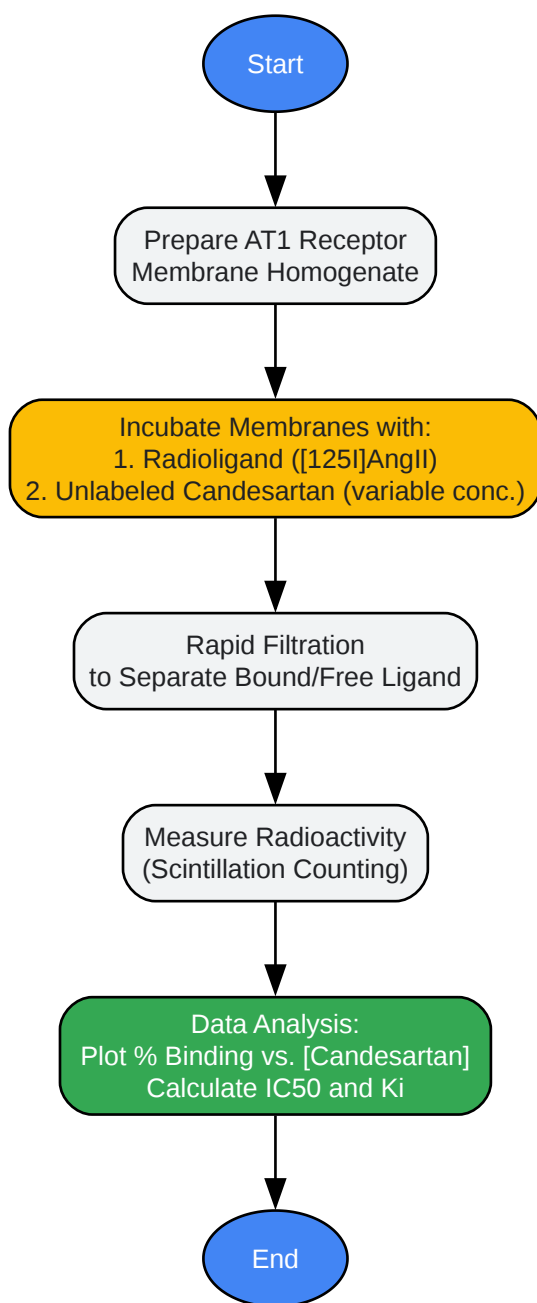 Start
Prepare AT1 Receptor
Membrane Homogenate
Incubate Membranes with:
1. Radioligand ([125I]AngII)
2. Unlabeled Candesartan (variable conc.)
Rapid Filtration
to Separate Bound/Free Ligand
Measure Radioactivity
(Scintillation Counting)
Data Analysis:
Plot % Binding vs. [Candesartan]
Calculate IC50 and Ki
End